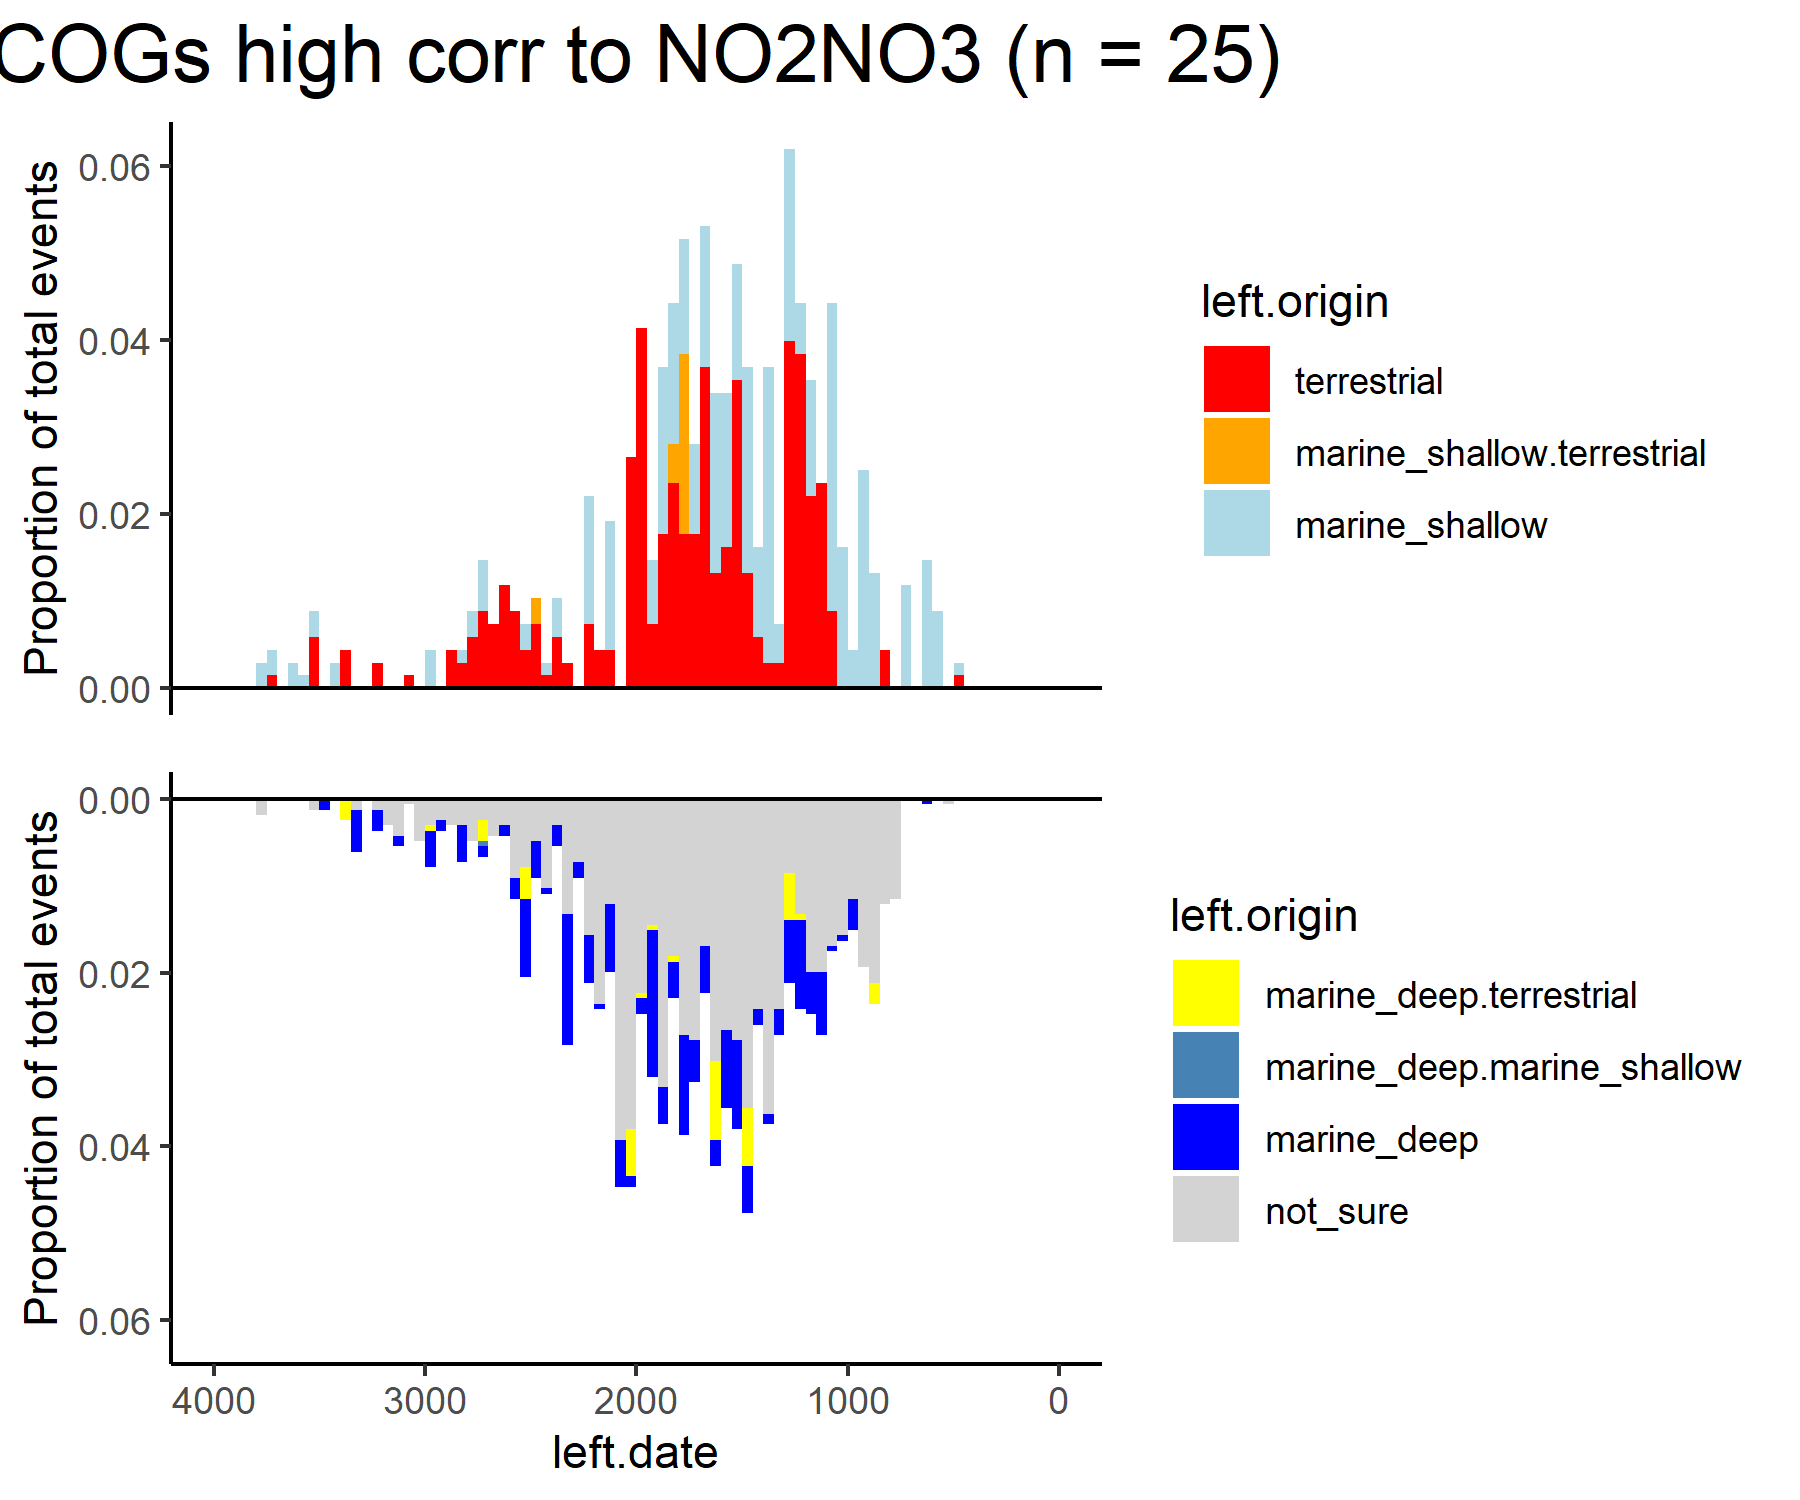 COGs high corr to NO2NO3 (n = 25)
Proportion of total events
0.06
0.04
0.02
0.00
left.origin
terrestrial
marine_shallow.terrestrial
marine_shallow
Proportion of total events
0.00
0.02
0.04
0.06
4000 3000 2000 1000 0
left.date
left.origin
marine_deep.terrestrial
marine_deep.marine_shallow
marine_deep
not_sure